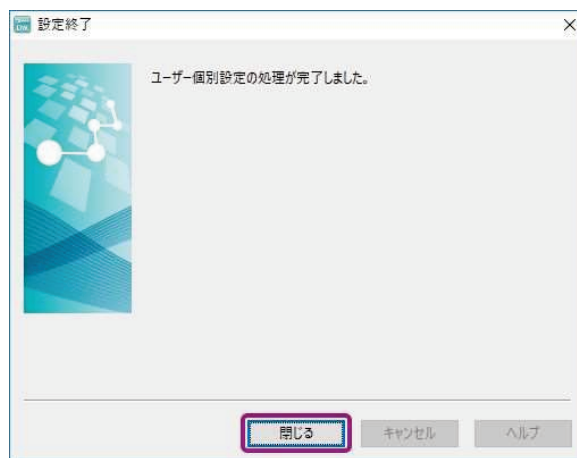 設定終了
ユーザー個別設定の処理が完了しました。
閉じる
キャンセル
ヘルプ